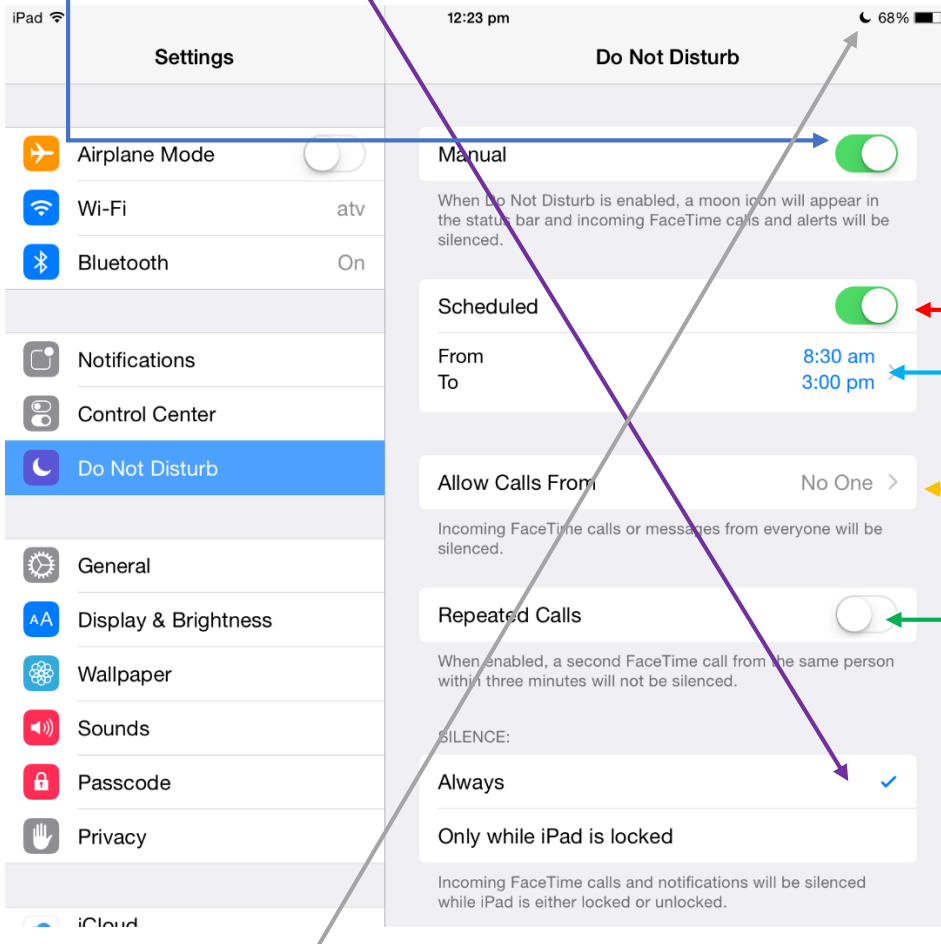 iPad
12:23 pm
68%
Settings
Do Not Disturb
Airplane Mode
Wi-Fi
atv
Bluetooth
On
Notifications
Control Center
Do Not Disturb
General
AA
Display & Brightness
Wallpaper
Sounds
Passcode
Privacy
iCloud
Manual
When Do Not Disturb is enabled, a moon icon will appear in
the status bar and incoming FaceTime calls and alerts will be
silenced.
Scheduled
From
8:30 am
To
3:00 pm
Allow Calls From
No One
Incoming FaceTime calls or messages from everyone will be
silenced.
Repeated Calls
When enabled, a second FaceTime call from the same person
within three minutes will not be silenced.
SILENCE:
Always
Only while iPad is locked
Incoming FaceTime calls and notifications will be silenced
while iPad is either locked or unlocked.